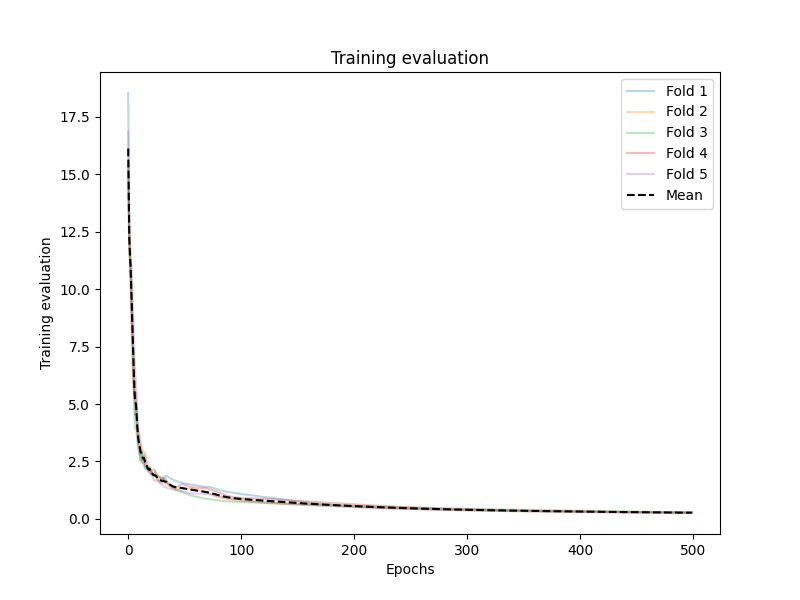 Training evaluation
Fold 1
Fold 2
Fold 3
Fold 4
Fold 5
Mean
Training evaluation
17.5
15.0
12.5
10.0
7.5
5.0
2.5
0.0
0 100 200 300 400 500
Epochs